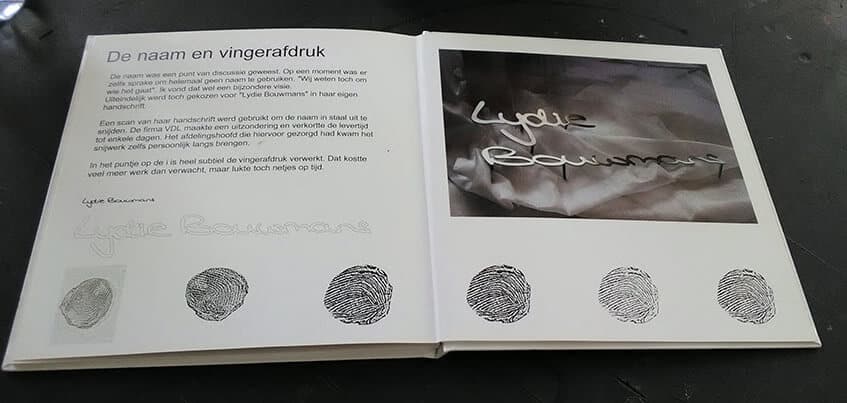 De naam en vingerafdruk
De naam was een punt van discussie geweest. Op een moment was er
zelfs sprake om helemaal geen naam te gebruiken. "Wij weten toch om
wie het gaat". Ik vond dat wel een bijzondere visie.
Uiteindelijk werd toch gekozen voor "Lydie Bouwmans" in haar eigen
handschrift.
Een scan van haar handschrift werd gebruikt om de naam in staal uit te
snijden. De firma VDL maakte een uitzondering en verkortte de levertijd
tot enkele dagen. Het afdelingshoofd die hiervoor gezorgd had kwam het
snijwerk zelfs persoonlijk langs brengen.
In het puntje op de i is heel subtiel de vingerafdruk verwerkt. Dat kostte
veel meer werk dan verwacht, maar lukte toch netjes op tijd.
Lydie Bouwmans
Lydie Bouwmans
Lydie
Bouwmans